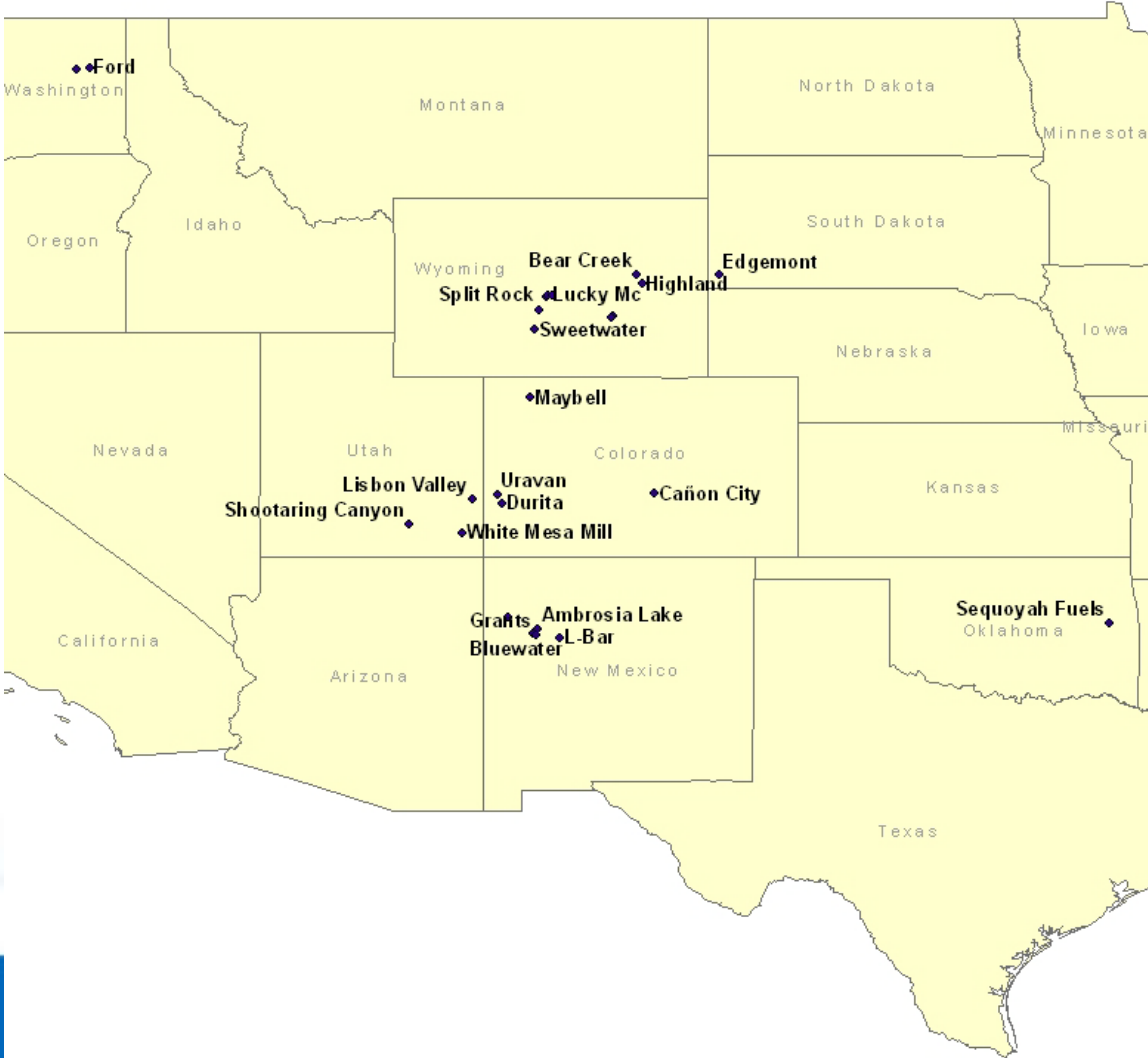 Ford
Washington
Montana
North Dakota
Minnesota
Oregon
Idaho
South Dakota
Wyoming
Bear Creek
Edgemont
Highland
Split Rock
Lucky Mc
Sweetwater
Iowa
Nebraska
Maybell
Missouri
Nevada
Utah
Colorado
Kansas
Lisbon Valley
Uravan
Durita
Cañon City
Shootaring Canyon
White Mesa Mill
Sequoyah Fuels
Oklahoma
Ambrosia Lake
Grants
L-Bar
Bluewater
California
Arizona
New Mexico
Texas